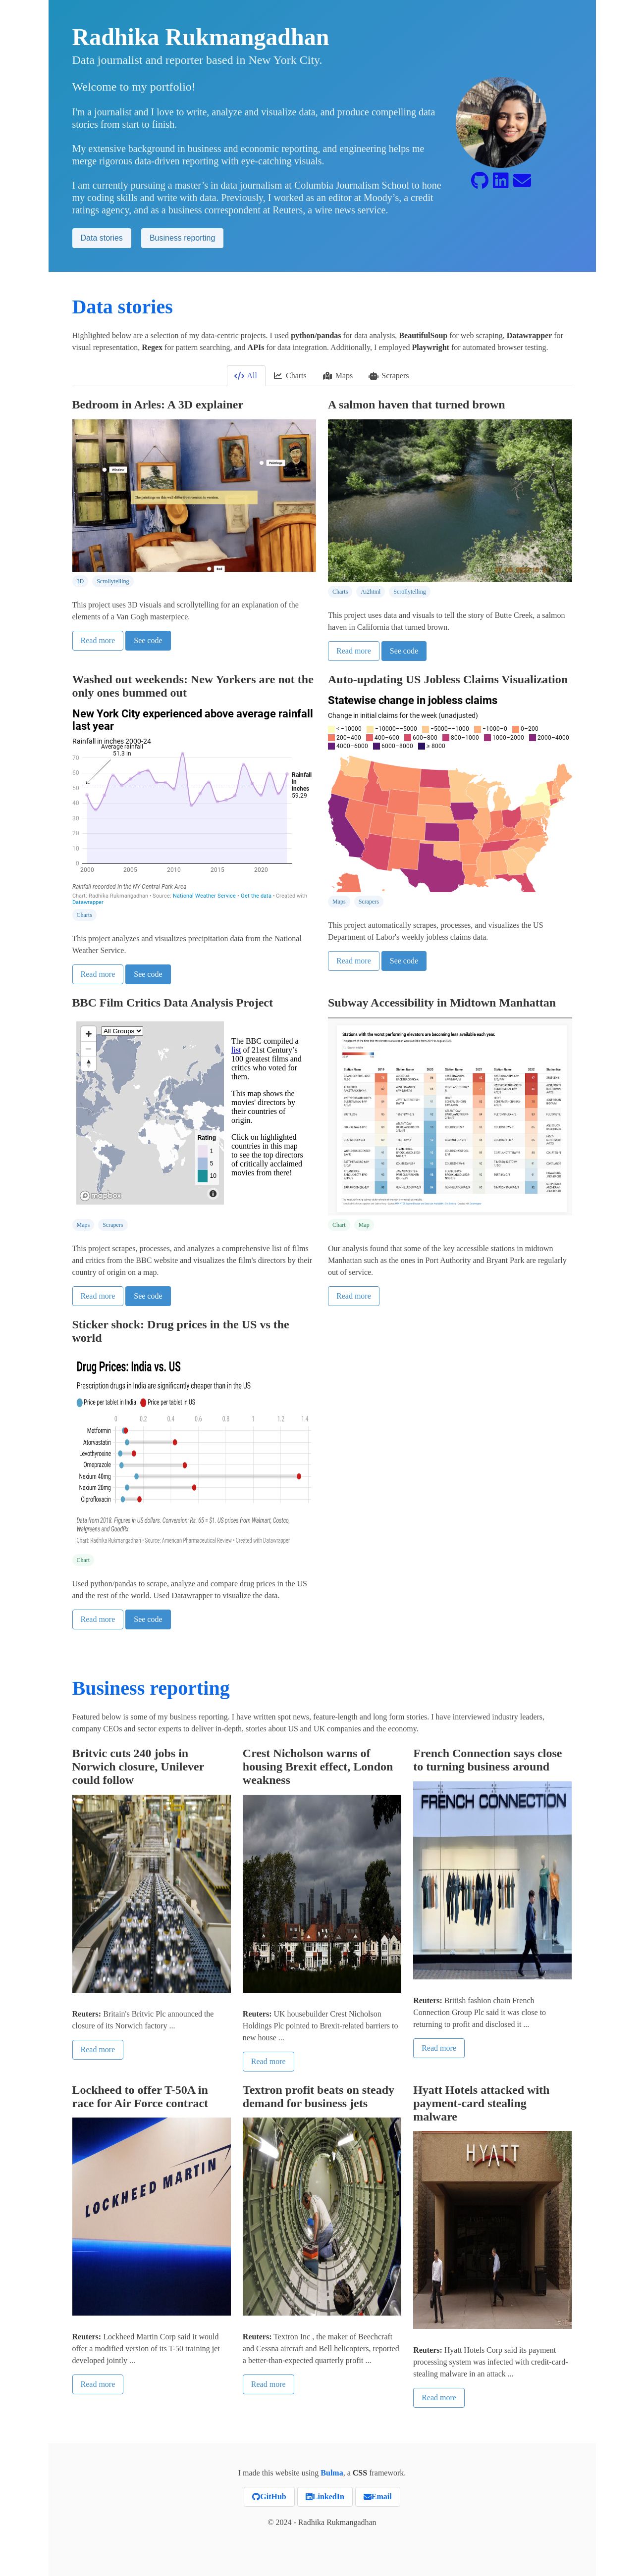 Radhika Rukmangadhan
Data journalist and reporter based in New York City.
Welcome to my portfolio!
I'm a journalist and I love to write, analyze and visualize data, and produce compelling data
stories from start to finish.
My extensive background in business and economic reporting, and engineering helps me
merge rigorous data-driven reporting with eye-catching visuals.
I am currently pursuing a master’s in data journalism at Columbia Journalism School to hone
my coding skills and write with data. Previously, I worked as an editor at Moody’s, a credit
ratings agency, and as a business correspondent at Reuters, a wire news service.
Data stories
Business reporting
Data stories
Highlighted below are a selection of my data-centric projects. I used python/pandas for data analysis, BeautifulSoup for web scraping, Datawrapper for
visual representation, Regex for pattern searching, and APIs for data integration. Additionally, I employed Playwright for automated browser testing.
All
Charts
Maps
Scrapers
Bedroom in Arles: A 3D explainer
Windows
Paintings
The paintings on this wall differ from version to version.
Bed
3D
Scrollytelling
This project uses 3D visuals and scrollytelling for an explanation of the
elements of a Van Gogh masterpiece.
Read more
See code
A salmon haven that turned brown
Charts
Ai2html
Scrollytelling
This project uses data and visuals to tell the story of Butte Creek, a salmon
haven in California that turned brown.
Read more
See code
Washed out weekends: New Yorkers are not the
only ones bummed out
New York City experienced above average rainfall
last year
Rainfall in inches 2000-24
Average rainfall
51.3 in
70
60
50
40
30
20
10
0
2000
2005
2010
2015
2020
Rainfall
in
inches
59.29
Rainfall recorded in the NY-Central Park Area
Chart: Radhika Rukmangadhan • Source: National Weather Service • Get the data • Created with
Datawrapper
Charts
This project analyzes and visualizes precipitation data from the National
Weather Service.
Read more
See code
Auto-updating US Jobless Claims Visualization
Statewise change in jobless claims
Change in initial claims for the week (unadjusted)
< −10000
−10000–−5000
−5000–−1000
−1000–0
0–200
200–400
400–600
600–800
800–1000
1000–2000
2000–4000
4000–6000
6000–8000
≥ 8000
Maps
Scrapers
This project automatically scrapes, processes, and visualizes the US
Department of Labor's weekly jobless claims data.
Read more
See code
BBC Film Critics Data Analysis Project
All Groups
Rating
1
5
10
mapbox
The BBC compiled a
list of 21st Century’s
100 greatest films and
critics who voted for
them.
This map shows the
movies' directors by
their countries of
origin.
Click on highlighted
countries in this map
to see the top directors
of critically acclaimed
movies from there!
Maps
Scrapers
This project scrapes, processes, and analyzes a comprehensive list of films
and critics from the BBC website and visualizes the film's directors by their
country of origin on a map.
Read more
See code
Subway Accessibility in Midtown Manhattan
Stations with the worst performing elevators are becoming less available each year.
Chart
Map
Our analysis found that some of the key accessible stations in midtown
Manhattan such as the ones in Port Authority and Bryant Park are regularly
out of service.
Read more
Sticker shock: Drug prices in the US vs the
world
Drug Prices: India vs. US
Prescription drugs in India are significantly cheaper than in the US
Price per tablet in India
Price per tablet in US
0
0.2
0.4
0.6
0.8
1
1.2
1.4
Metformin
Atorvastatin
Levothyroxine
Omeprazole
Nexium 40mg
Nexium 20mg
Ciprofloxacin
Data from 2018. Figures in US dollars. Conversion: Rs. 65 = $1. US prices from Walmart, Costco,
Walgreens and GoodRx.
Chart: Radhika Rukmangadhan • Source: American Pharmaceutical Review • Created with Datawrapper
Chart
Used python/pandas to scrape, analyze and compare drug prices in the US
and the rest of the world. Used Datawrapper to visualize the data.
Read more
See code
Business reporting
Featured below is some of my business reporting. I have written spot news, feature-length and long form stories. I have interviewed industry leaders,
company CEOs and sector experts to deliver in-depth, stories about US and UK companies and the economy.
Britvic cuts 240 jobs in
Norwich closure, Unilever
could follow
Reuters: Britain's Britvic Plc announced the
closure of its Norwich factory ...
Read more
Crest Nicholson warns of
housing Brexit effect, London
weakness
Reuters: UK housebuilder Crest Nicholson
Holdings Plc pointed to Brexit-related barriers to
new house ...
Read more
French Connection says close
to turning business around
FRENCH CONNECTION
Reuters: British fashion chain French
Connection Group Plc said it was close to
returning to profit and disclosed it ...
Read more
Lockheed to offer T-50A in
race for Air Force contract
LOCKHEED MARTIN
Reuters: Lockheed Martin Corp said it would
offer a modified version of its T-50 training jet
developed jointly ...
Read more
Textron profit beats on steady
demand for business jets
Reuters: Textron Inc , the maker of Beechcraft
and Cessna aircraft and Bell helicopters, reported
a better-than-expected quarterly profit ...
Read more
Hyatt Hotels attacked with
payment-card stealing
malware
HYATT
Reuters: Hyatt Hotels Corp said its payment
processing system was infected with credit-card-
stealing malware in an attack ...
Read more
I made this website using Bulma, a CSS framework.
GitHub
LinkedIn
Email
© 2024 - Radhika Rukmangadhan